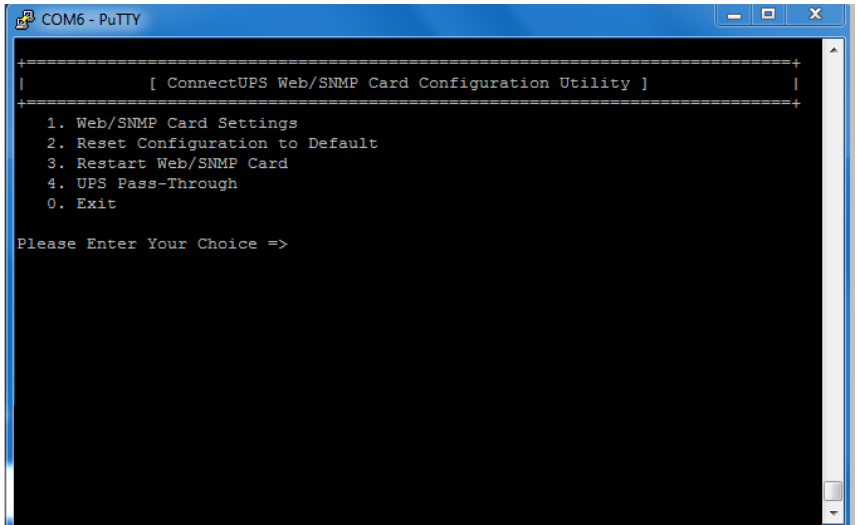 COM6 - PuTTY
+============================================================================+
| [ ConnectUPS Web/SNMP Card Configuration Utility ] |
+============================================================================+
1. Web/SNMP Card Settings
2. Reset Configuration to Default
3. Restart Web/SNMP Card
4. UPS Pass-Through
0. Exit
Please Enter Your Choice =>